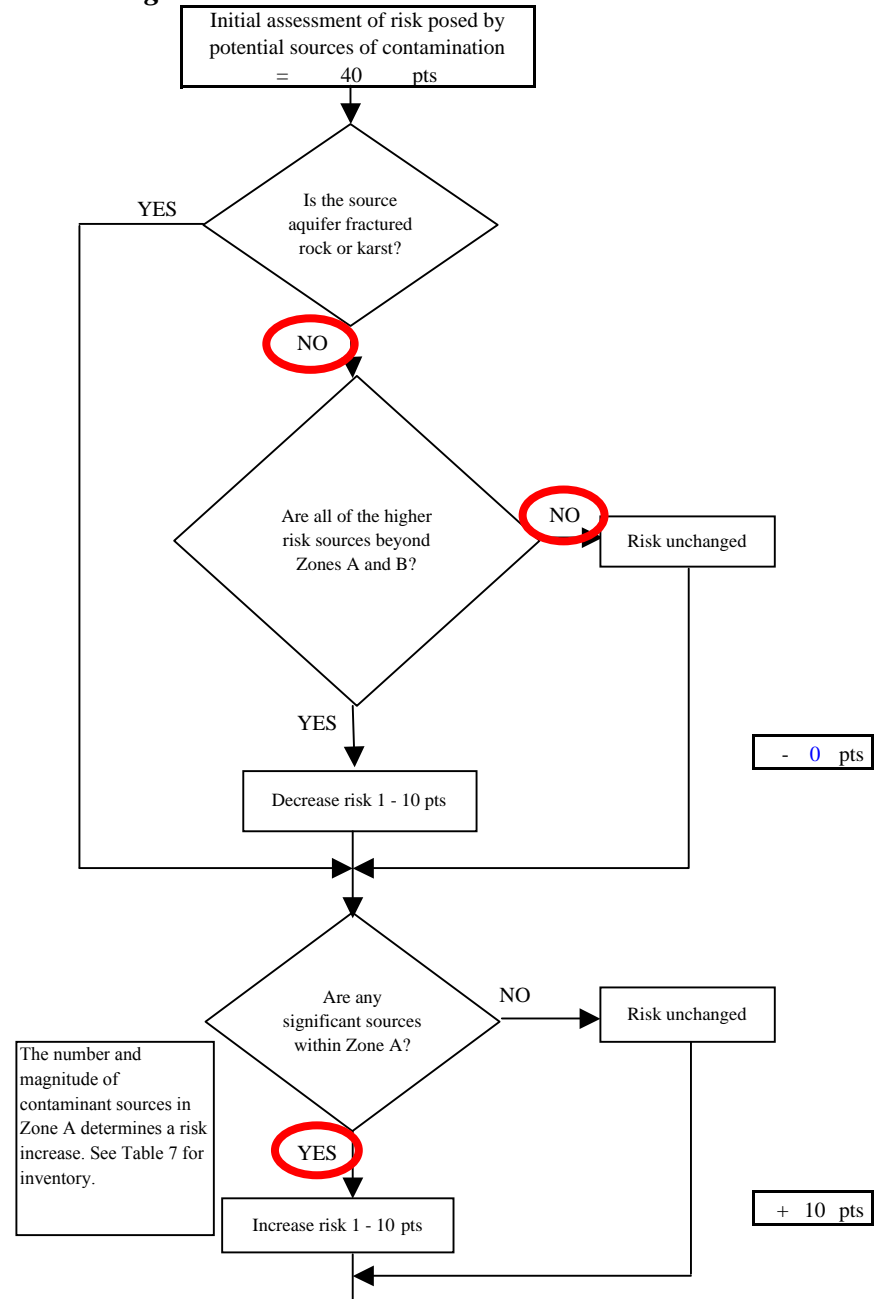 Initial assessment of risk posed by
potential sources of contamination
= 40 pts
YES
Is the source
aquifer fractured
rock or karst?
NO
Are all of the higher
risk sources beyond
Zones A and B?
NO
Risk unchanged
YES
- 0 pts
Decrease risk 1 - 10 pts
Are any
significant sources
within Zone A?
NO
Risk unchanged
The number and
magnitude of
contaminant sources in
Zone A determines a risk
increase. See Table 7 for
inventory.
YES
+ 10 pts
Increase risk 1 - 10 pts